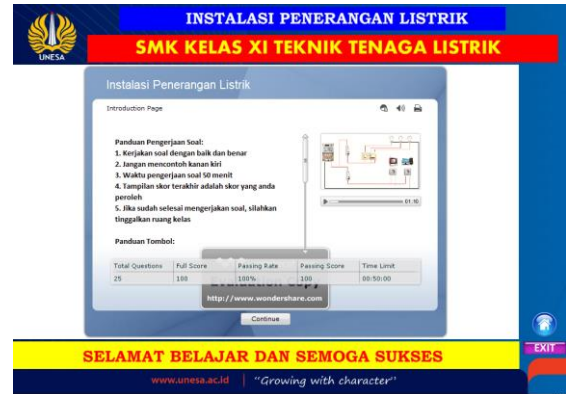 INSTALASI PENERANGAN LISTRIK
SMK KELAS XI TEKNIK TENAGA LISTRIK
UNESA
Instalasi Penerangan Listrik
Introduction Page
Panduan Pengerjaan Soal:
1. Kerjakan soal dengan baik dan benar
2. Jangan mencontoh kanan kiri
3. Waktu pengerjaan soal 50 menit
4. Tampilan skor terakhir adalah skor yang anda
peroleh
5. Jika sudah selesai mengerjakan soal, silahkan
tinggalkan ruang kelas
Panduan Tombol:
Total Questions Full Score Passing Rate Passing Score Time Limit
25 100 100% 100 00:50:00
http://www.wondershare.com
Continue
EXIT
SELAMAT BELAJAR DAN SEMOGA SUKSES
www.unesa.ac.id "Growing with character"